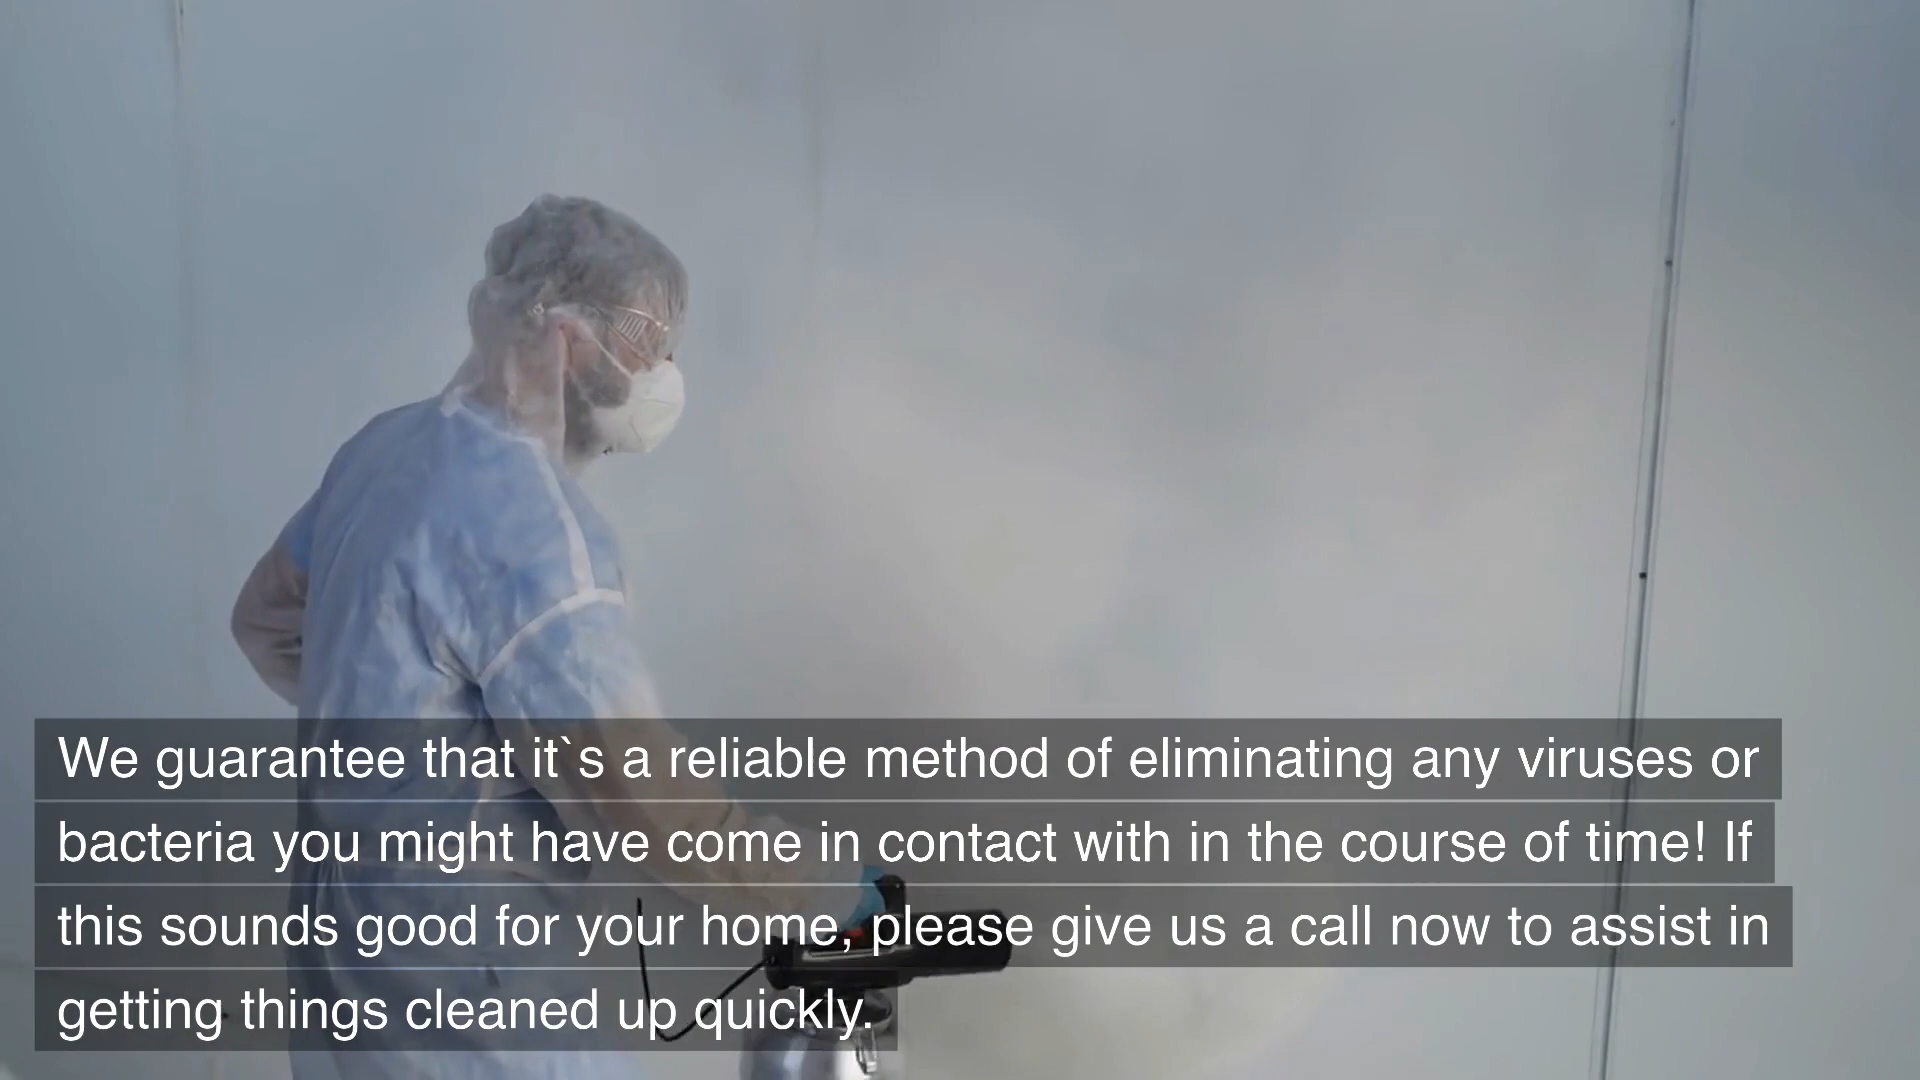 We guarantee that it`s a reliable method of eliminating any viruses or
bacteria you might have come in contact with in the course of time! If
this sounds good for your home, please give us a call now to assist in
getting things cleaned up quickly.